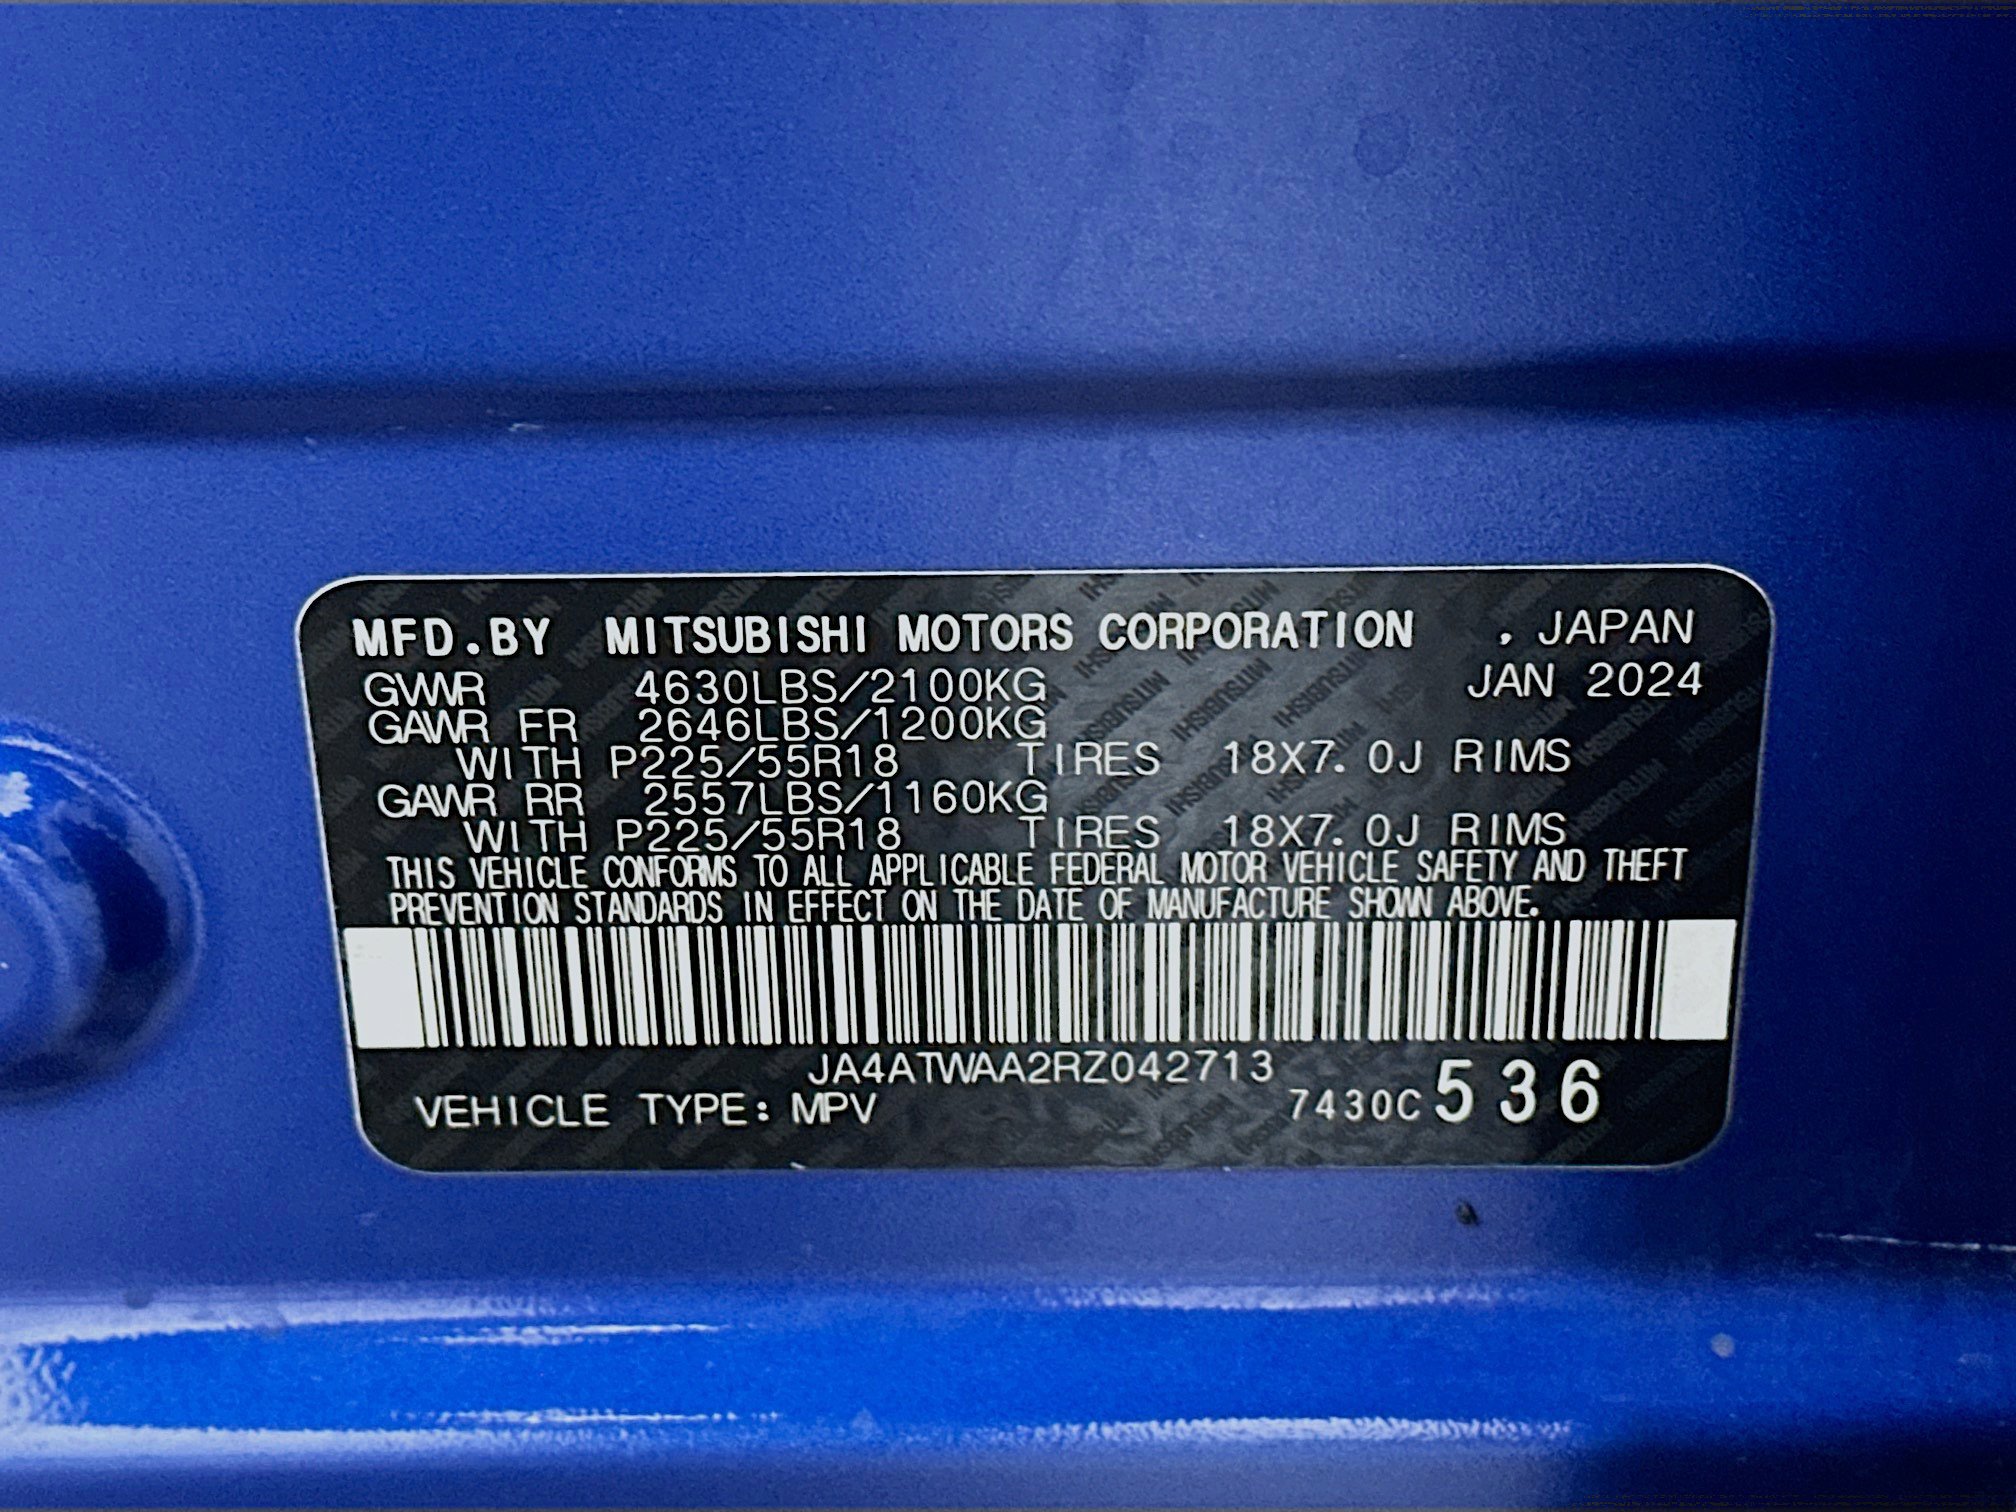 MFD.BY MITSUBISHI MOTORS CORPORATION , JAPAN
GVWR 4630LBS/2100KG JAN 2024
GAWR FR 2646LBS/1200KG
WITH P225/55R18 TIRES 18X7.0J RIMS
GAWR RR 2557LBS/1160KG
WITH P225/55R18 TIRES 18X7.0J RIMS
THIS VEHICLE CONFORMS TO ALL APPLICABLE FEDERAL MOTOR VEHICLE SAFETY AND THEFT
PREVENTION STANDARDS IN EFFECT ON THE DATE OF MANUFACTURE SHOWN ABOVE.
JA4ATWAA2RZ042713
VEHICLE TYPE: MPV 7430C 536